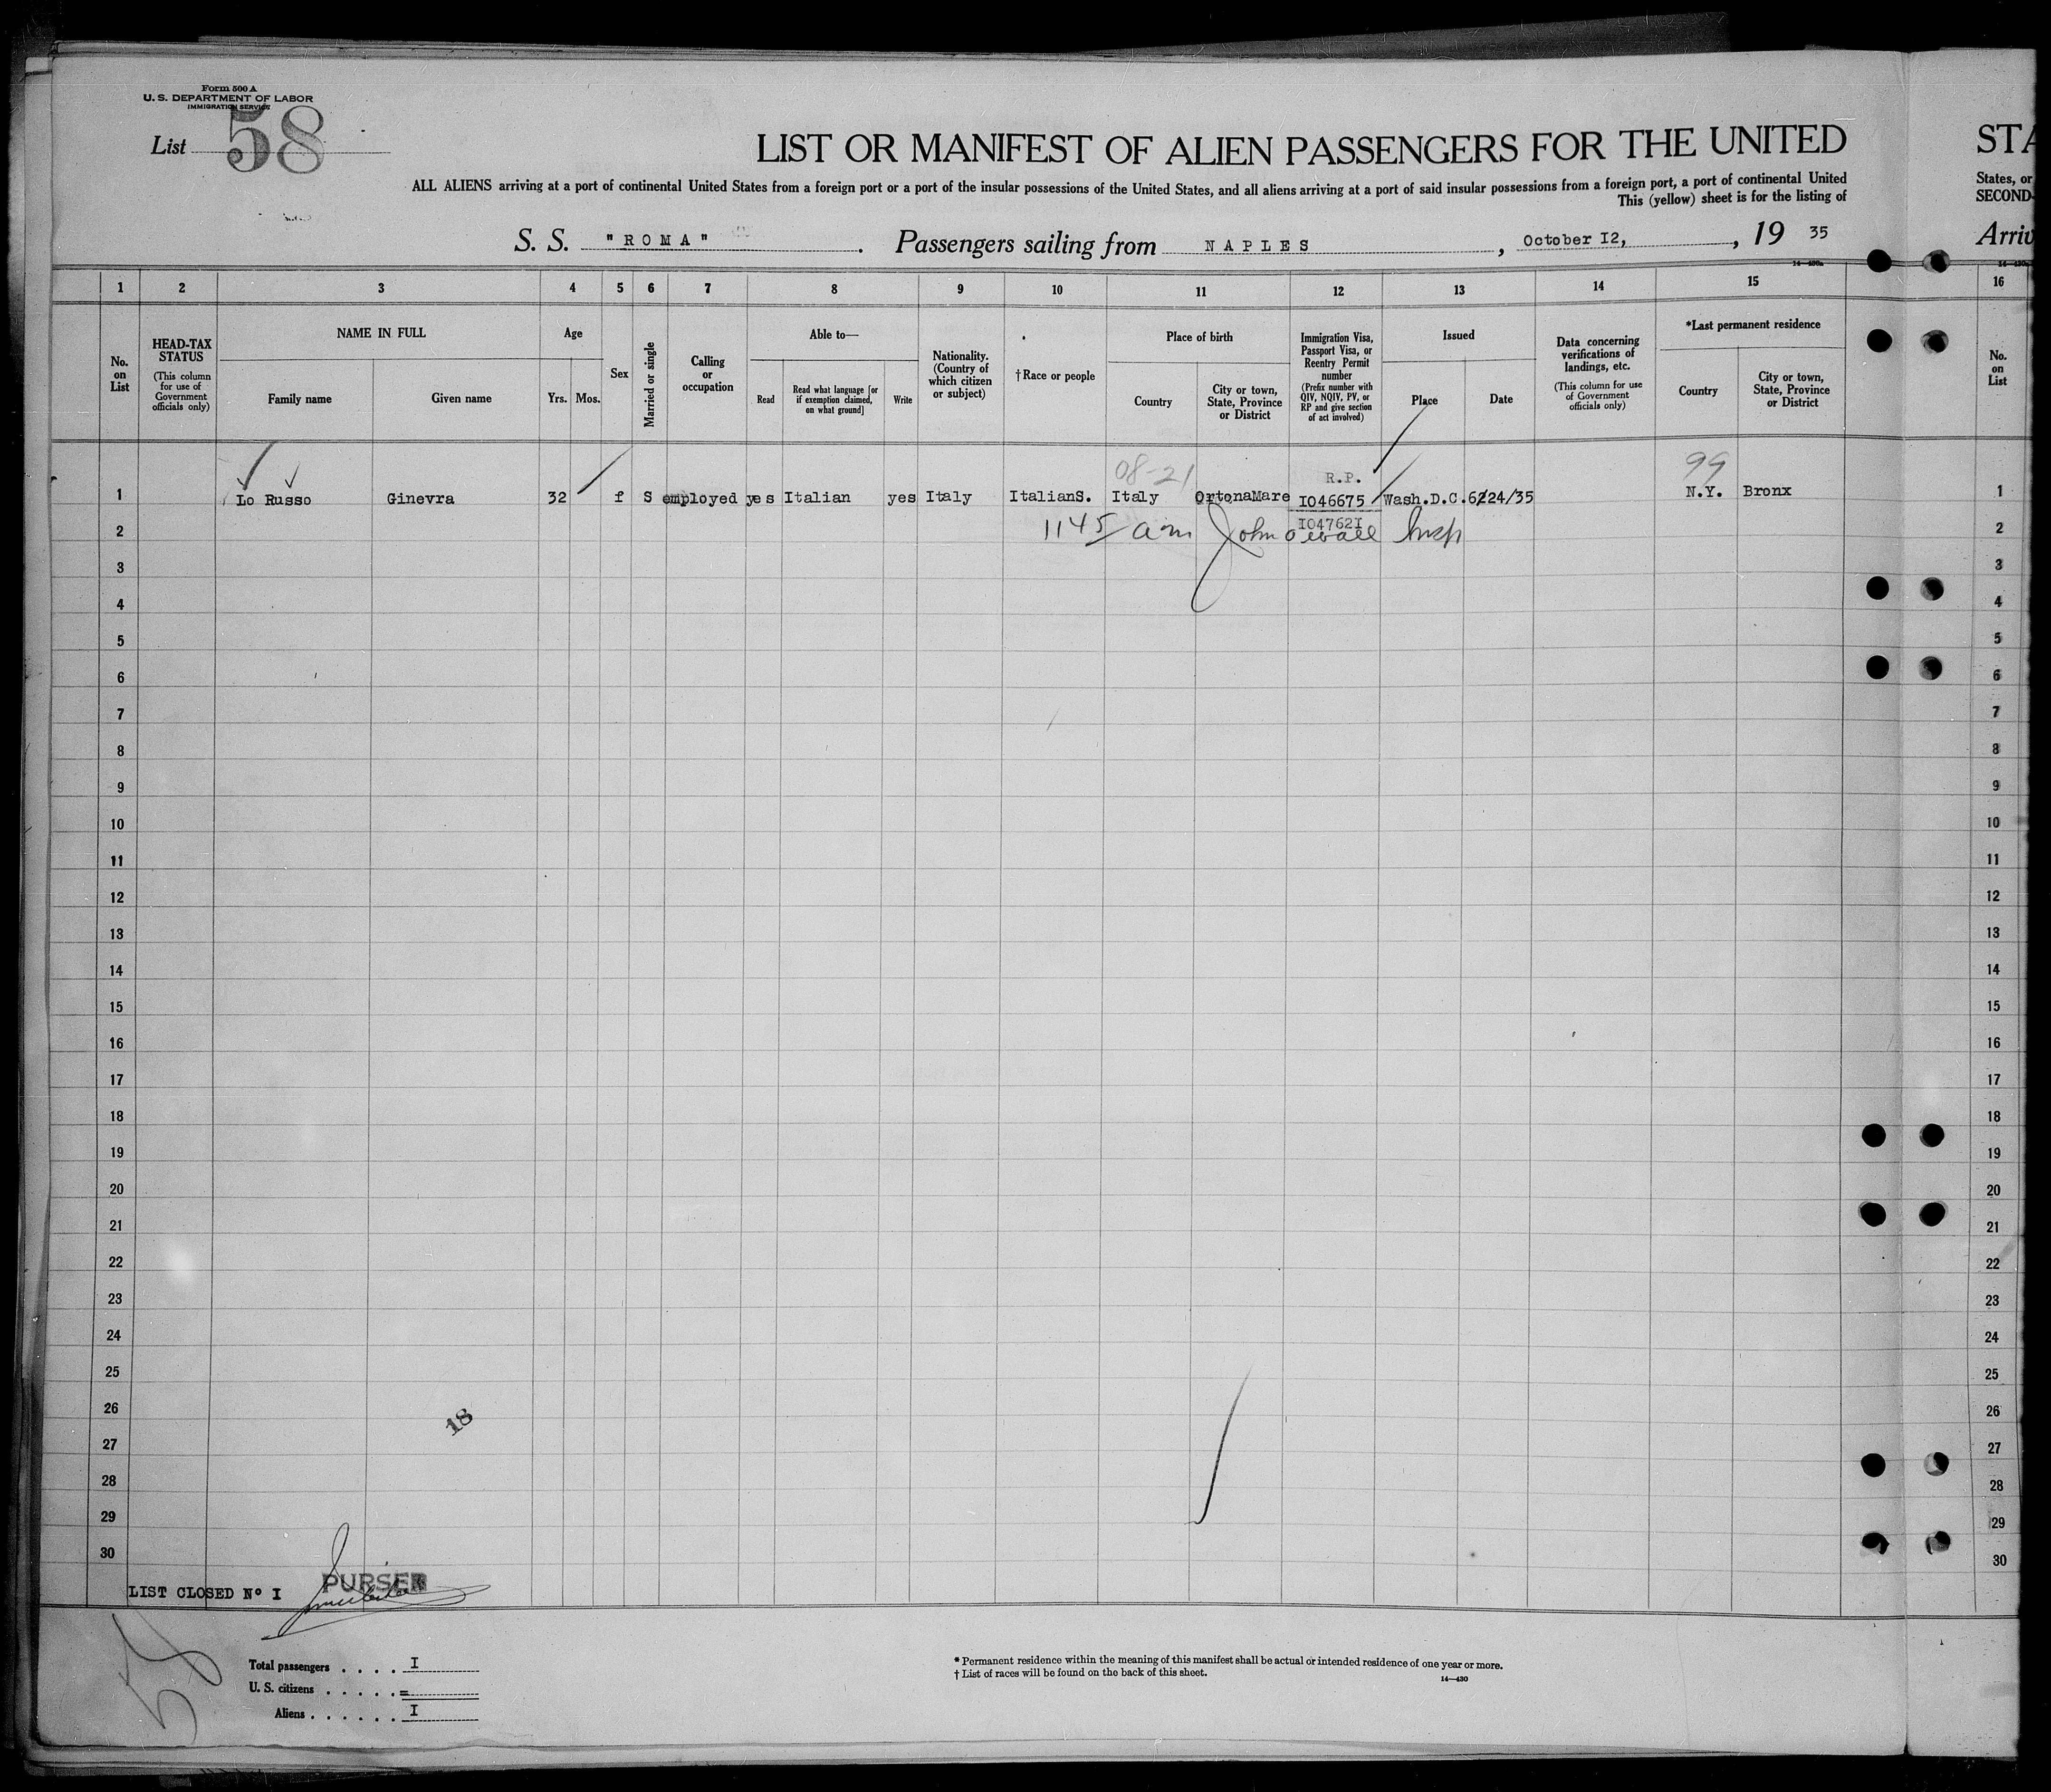 Form 500 A
U. S. DEPARTMENT OF LABOR
IMMIGRATION SERVICE
List 58
LIST OR MANIFEST OF ALIEN PASSENGERS FOR THE UNITED
STA
ALL ALIENS arriving at a port of continental United States from a foreign port or a port of the insular possessions of the United States, and all aliens arriving at a port of said insular possessions from a foreign port, a port of continental United
States, or
This (yellow) sheet is for the listing of
SECOND-
S. S. "ROMA" . Passengers sailing from NAPLES , October I2, , 19 35
Arriv
14—430
1 2 3 4 5 6 7 8 9 10 11 12 13 14 15 16
No. on List
HEAD-TAX STATUS
(This column for use of Government officials only)
NAME IN FULL
Family name
Given name
Age
Yrs. Mos.
Sex
Married or single
Calling or occupation
Able to—
Read
Read what language [or if exemption claimed, on what ground]
Write
Nationality. (Country of which citizen or subject)
†Race or people
Place of birth
Country
City or town, State, Province or District
Immigration Visa, Passport Visa, or Reentry Permit number
(Prefix number with QIV, NQIV, PV, or RP and give section of act involved)
Issued
Place
Date
Data concerning verifications of landings, etc.
(This column for use of Government officials only)
*Last permanent residence
Country
City or town, State, Province or District
No. on List
08-21 R.P. 99
1 Lo Russo Ginevra 32 f S employed yes Italian yes Italy ItalianS. Italy OrtonaMare I046675 Wash.D.C. 6/24/35 N.Y. Bronx 1
2 1145 am John Insp 2
I04762I
3 3
4 4
5 5
6 6
7 7
8 8
9 9
10 10
11 11
12 12
13 13
14 14
15 15
16 16
17 17
18 18
19 19
20 20
21 21
22 22
23 23
24 24
25 25
26 26
18
27 27
28 28
29 29
30 30
LIST CLOSED Nº I PURSER
58
Total passengers . . . . I
U. S. citizens . . . . . =
Aliens . . . . . . I
* Permanent residence within the meaning of this manifest shall be actual or intended residence of one year or more.
† List of races will be found on the back of this sheet.
14—430